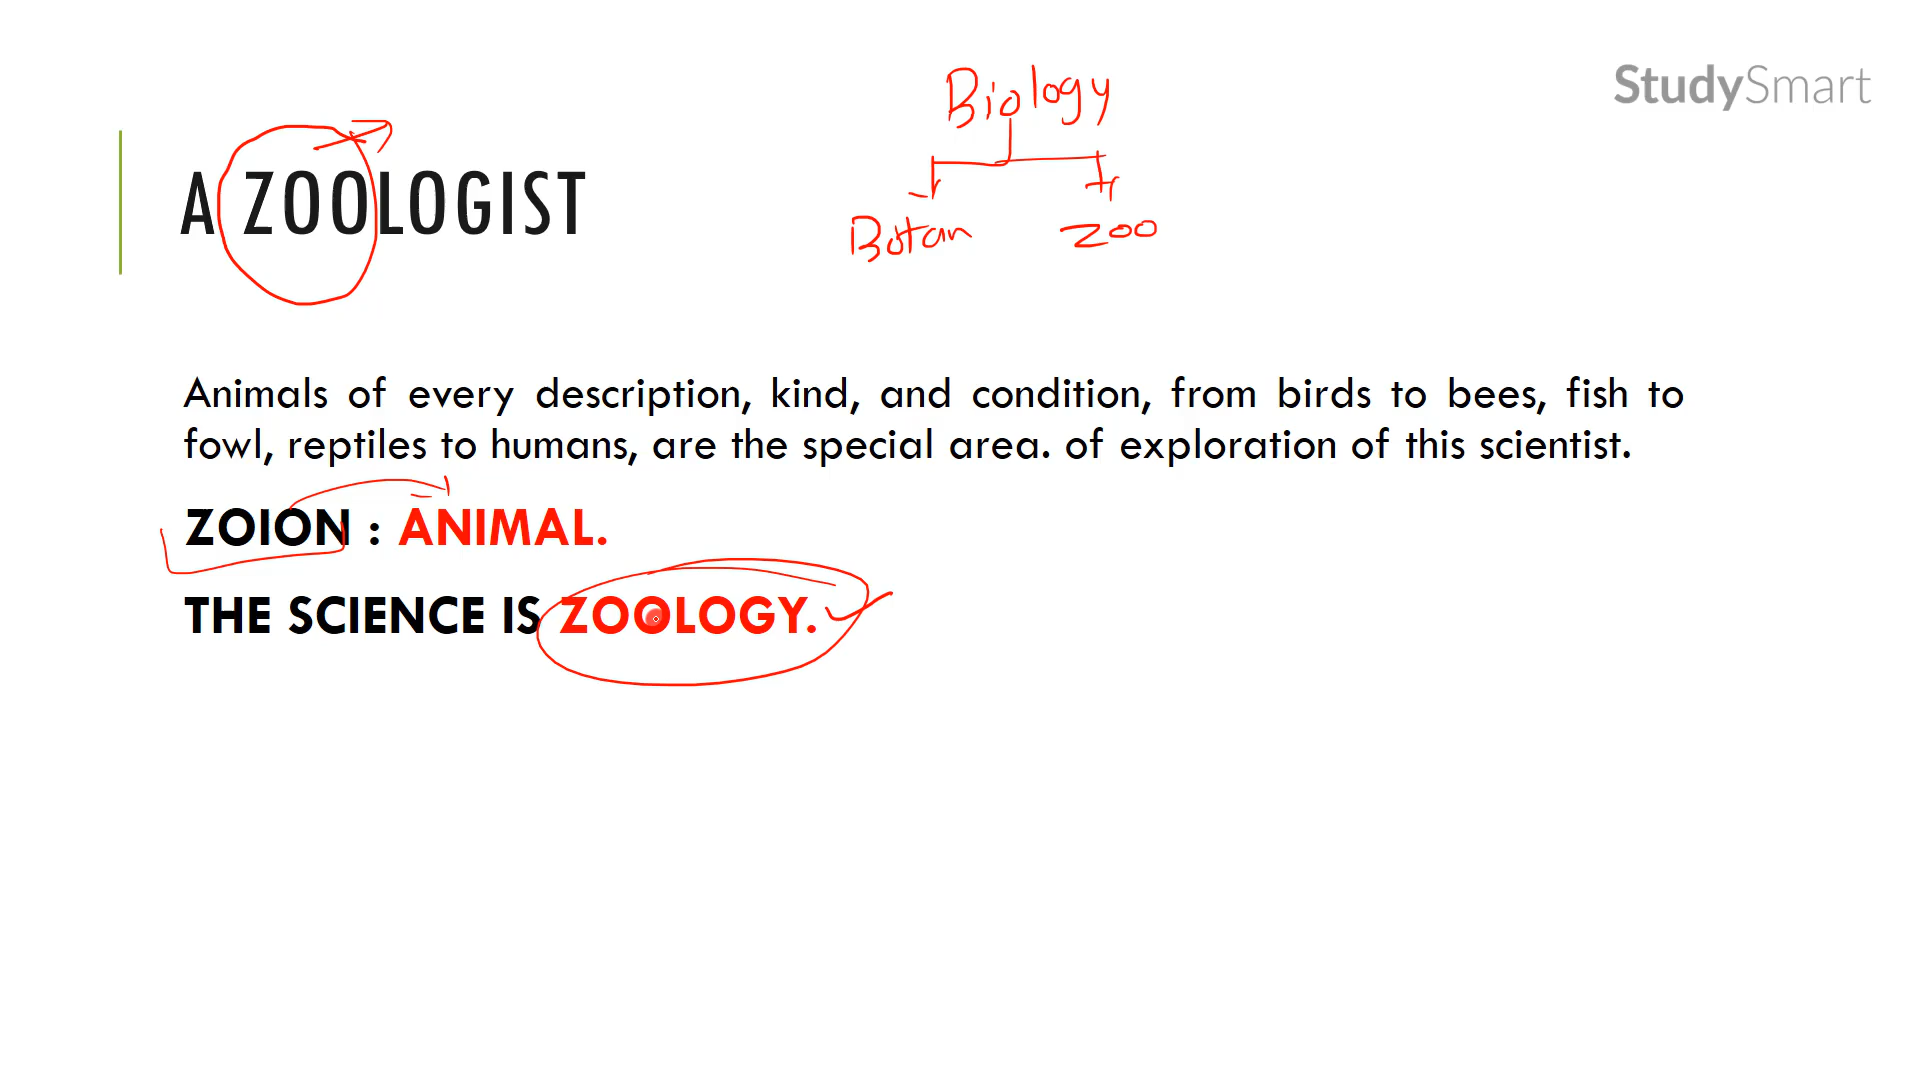 Biology
StudySmart
A ZOOLOGIST
Botan Zoo
Animals of every description, kind, and condition, from birds to bees, fish to
fowl, reptiles to humans, are the special area. of exploration of this scientist.
ZOION : ANIMAL.
THE SCIENCE IS ZOOLOGY.